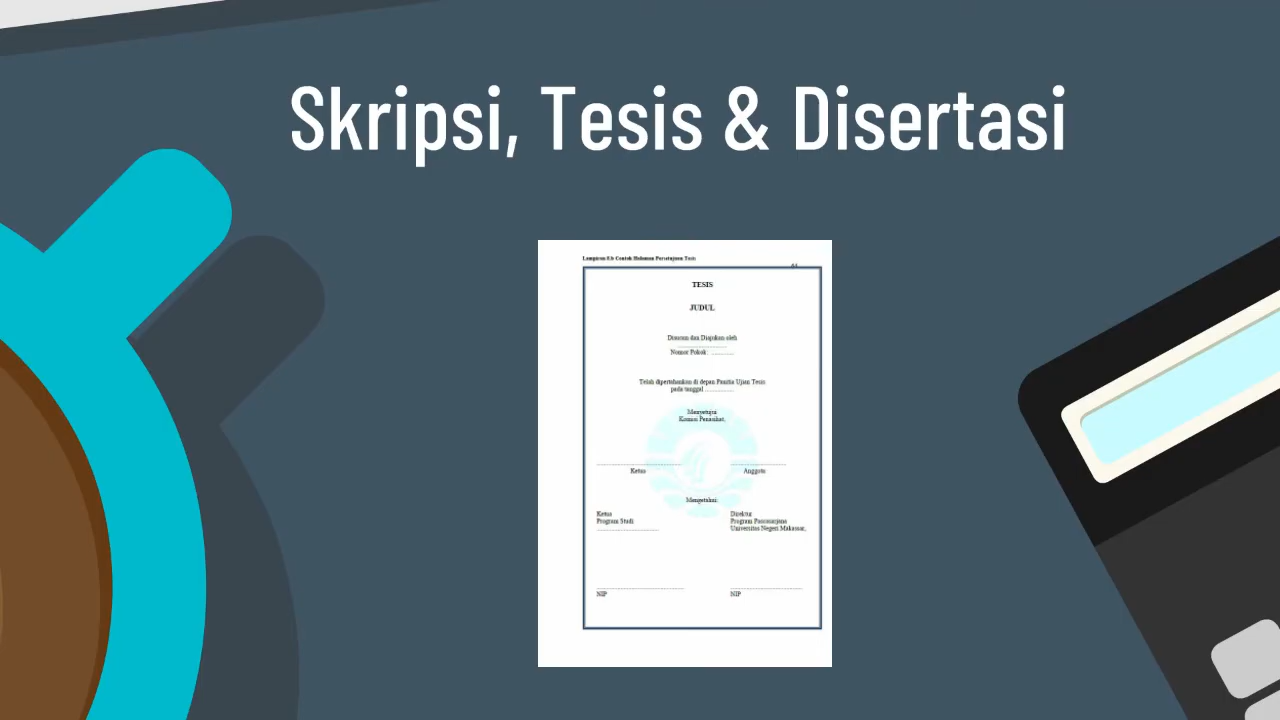 Skripsi, Tesis & Disertasi
Lampiran 8.b Contoh Halaman Persetujuan Tesis
TESIS
JUDUL
Disusun dan Diajukan oleh
Nomor Pokok: ............
Telah dipertahankan di depan Panitia Ujian Tesis
pada tanggal ...............
Menyetujui
Komisi Penasihat,
Ketua Anggota
Mengetahui:
Ketua Direktur
Program Studi Program Pascasarjana
Universitas Negeri Makassar,
NIP NIP